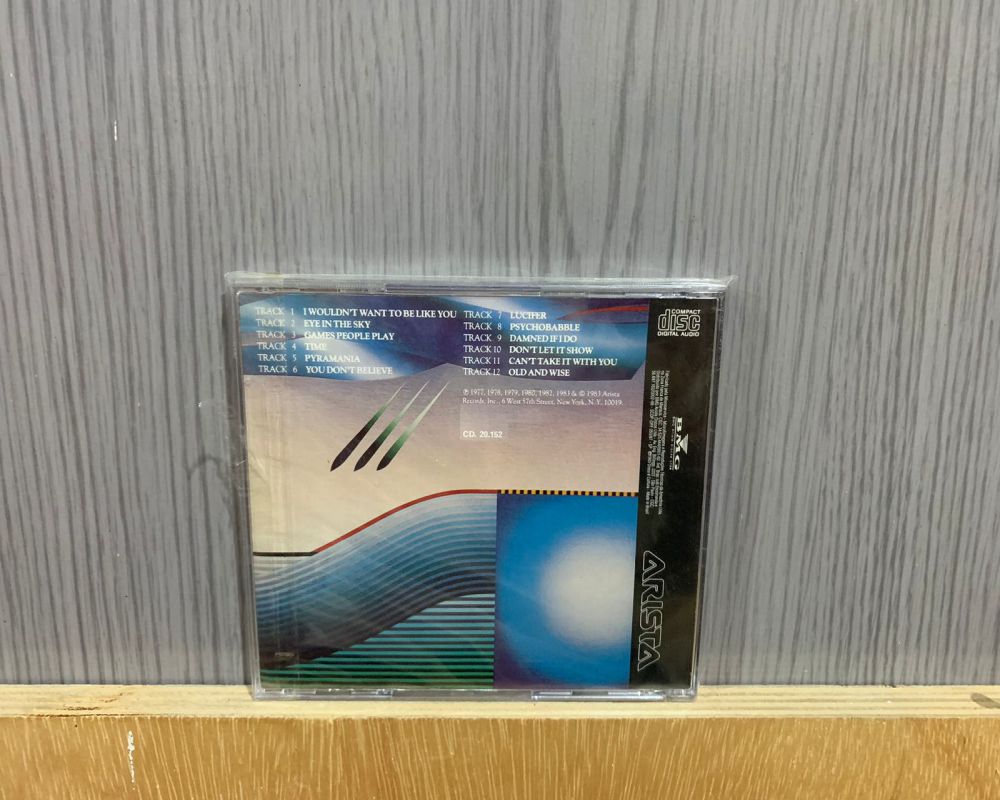 TRACK 1 I WOULDN'T WANT TO BE LIKE YOU
TRACK 2 EYE IN THE SKY
TRACK 3 GAMES PEOPLE PLAY
TRACK 4 TIME
TRACK 5 PYRAMANIA
TRACK 6 YOU DON'T BELIEVE
TRACK 7 LUCIFER
TRACK 8 PSYCHOBABBLE
TRACK 9 DAMNED IF I DO
TRACK 10 DON'T LET IT SHOW
TRACK 11 CAN'T TAKE IT WITH YOU
TRACK 12 OLD AND WISE
℗ 1977, 1978, 1979, 1980, 1982, 1983 & © 1983 Arista
Records, Inc., 6 West 57th Street, New York, N.Y. 10019.
CD. 20.152
COMPACT
disc
DIGITAL AUDIO
BMG
ARISTA